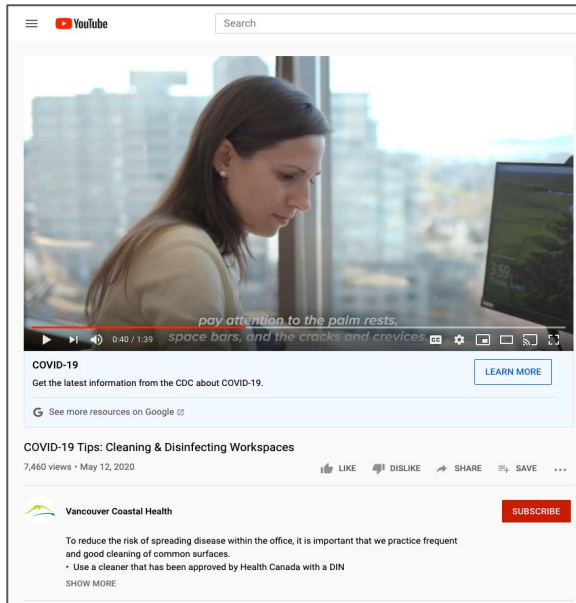 YouTube
Search
3:59
pay attention to the palm rests,
space bars, and the cracks and crevices.
0:40 / 1:39
CC
COVID-19
Get the latest information from the CDC about COVID-19.
LEARN MORE
G See more resources on Google
COVID-19 Tips: Cleaning & Disinfecting Workspaces
7,460 views • May 12, 2020
LIKE DISLIKE SHARE SAVE
Vancouver Coastal Health
SUBSCRIBE
To reduce the risk of spreading disease within the office, it is important that we practice frequent
and good cleaning of common surfaces.
• Use a cleaner that has been approved by Health Canada with a DIN
SHOW MORE